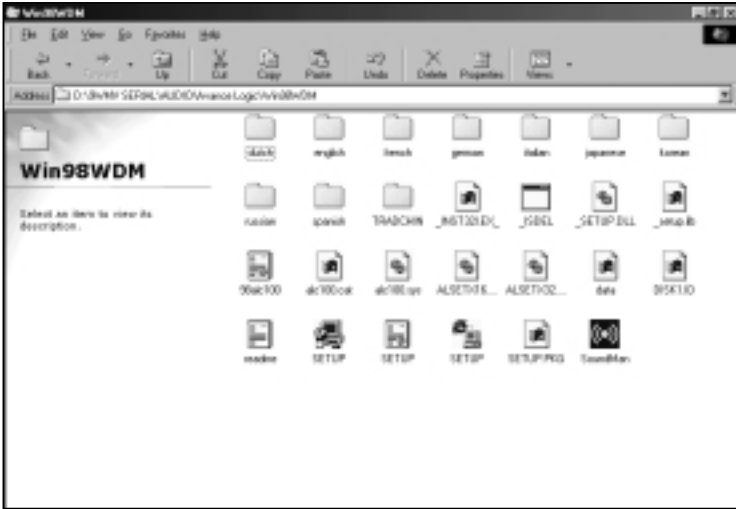 Win98WDM
File Edit View Go Favorites Help
Back Forward Up Cut Copy Paste Undo Delete Properties Views
Address
Win98WDM
Select an item to view its
description.
dutch english french german italian japanese korean
russian spanish TRADCHIN _INST32I.EX_ _ISDEL _SETUP.DLL _setup.lib
98alc100 alc100.cat alc100.sys ALSETX16... ALSETX32... data DISK1.ID
readme SETUP SETUP SETUP SETUP.PKG SoundMan